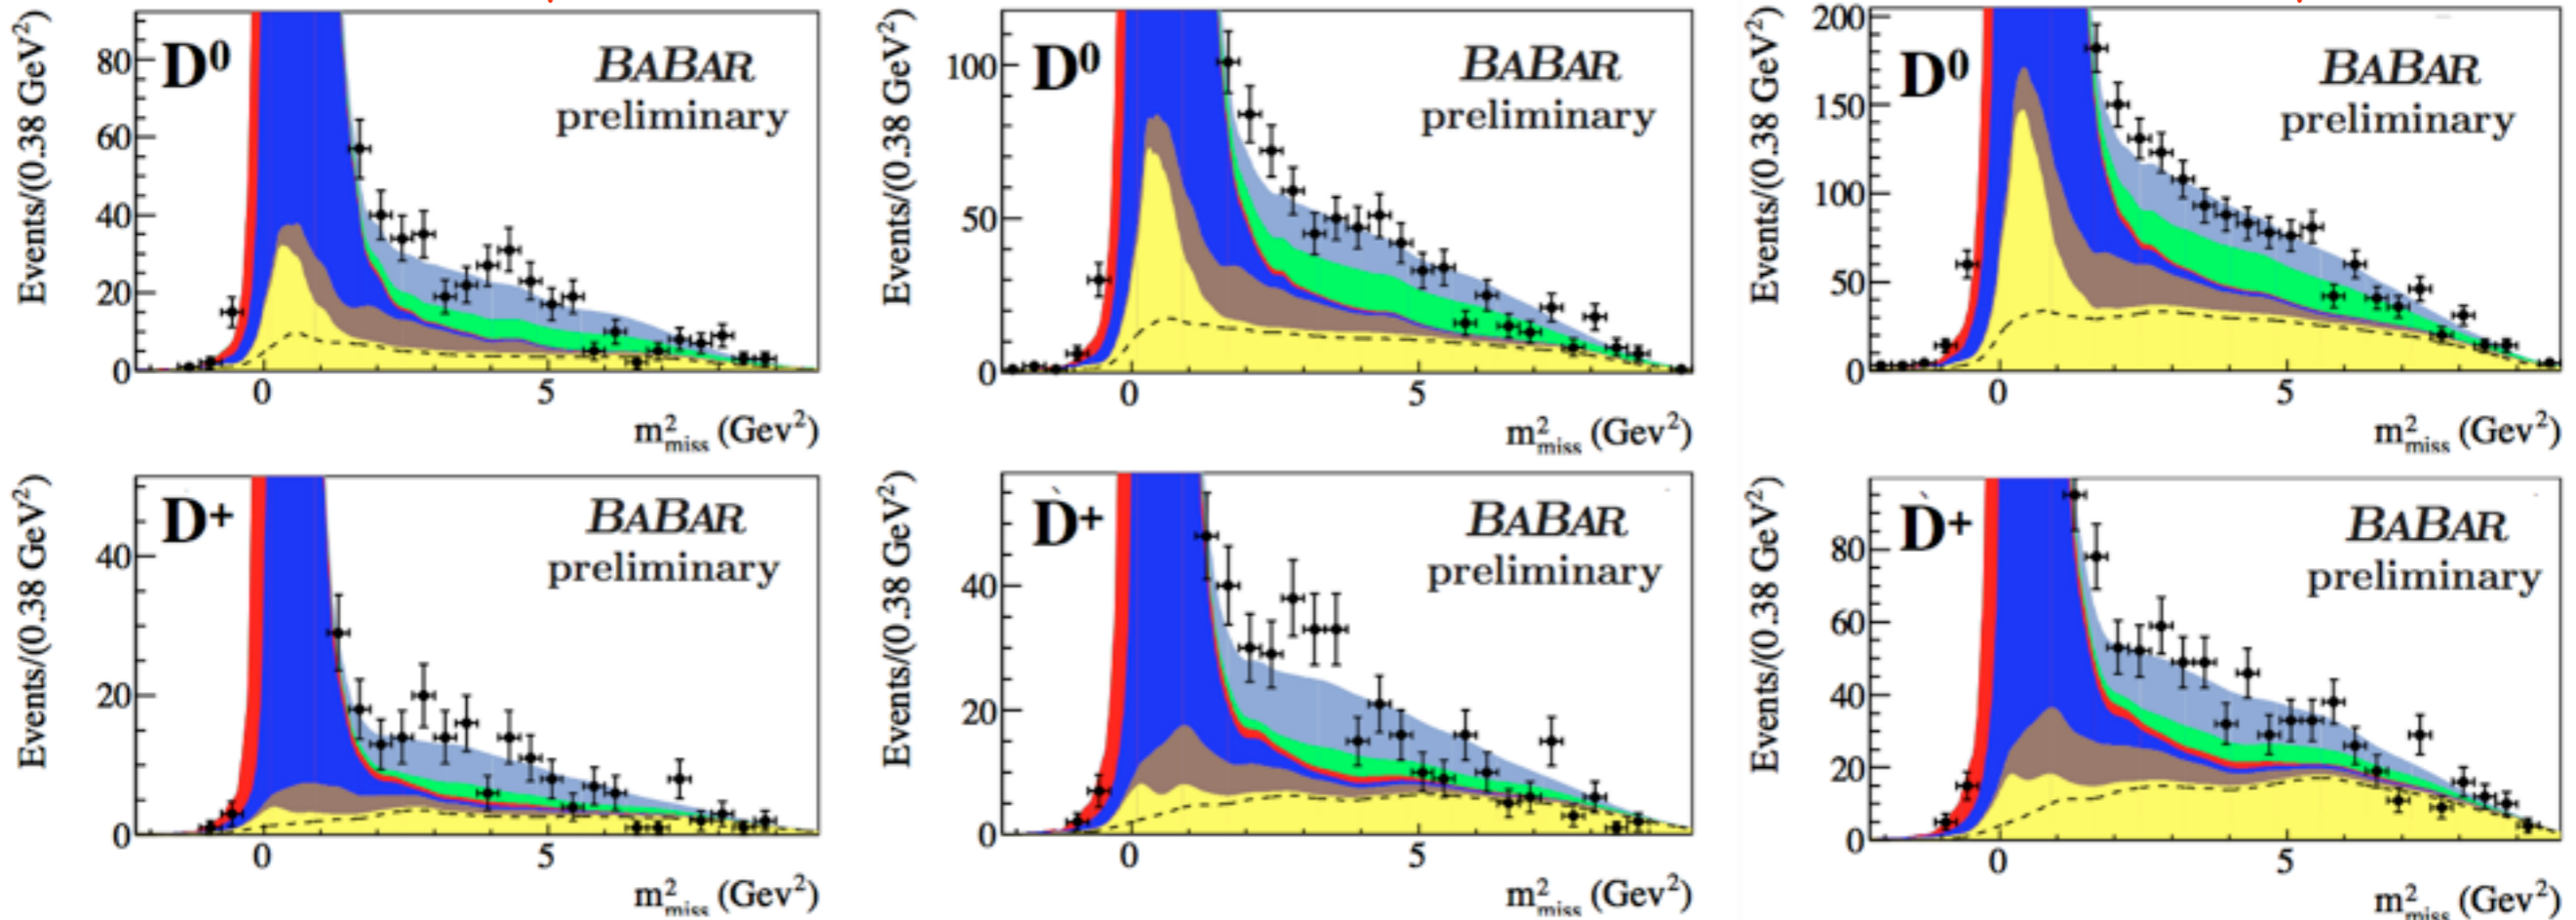 Events/(0.38 GeV²)
80
60
40
20
0
D⁰
BABAR
preliminary
0
5
m²miss (Gev²)
Events/(0.38 GeV²)
100
50
0
D⁰
BABAR
preliminary
0
5
m²miss (Gev²)
Events/(0.38 GeV²)
200
150
100
50
0
D⁰
BABAR
preliminary
0
5
m²miss (Gev²)
Events/(0.38 GeV²)
40
20
0
D⁺
BABAR
preliminary
0
5
m²miss (Gev²)
Events/(0.38 GeV²)
40
20
0
D⁺
BABAR
preliminary
0
5
m²miss (Gev²)
Events/(0.38 GeV²)
80
60
40
20
0
D⁺
BABAR
preliminary
0
5
m²miss (Gev²)